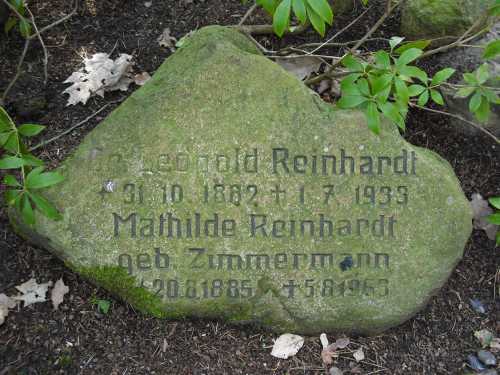 Dr. Leopold Reinhardt
* 31. 10. 1882 + 1. 7. 1933
Mathilde Reinhardt
geb. Zimmermann
* 20.8.1885 + 5.8.1963